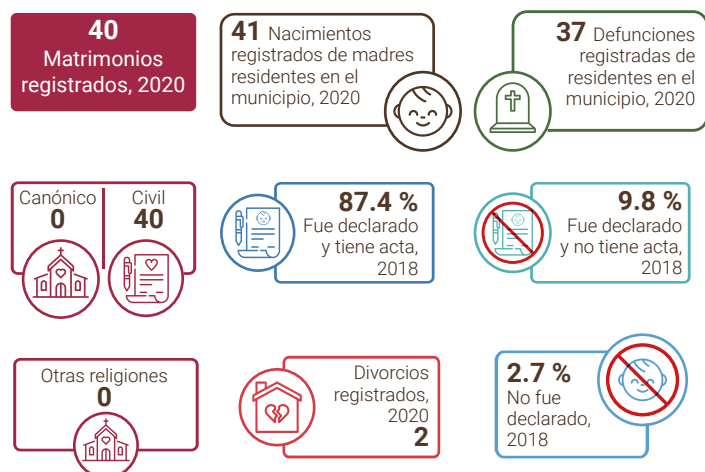 40
Matrimonios
registrados, 2020
41 Nacimientos
registrados de madres
residentes en el
municipio, 2020
37 Defunciones
registradas de
residentes en el
municipio, 2020
Canónico
0
Civil
40
87.4 %
Fue declarado
y tiene acta,
2018
9.8 %
Fue declarado
y no tiene acta,
2018
Otras religiones
0
Divorcios
registrados,
2020
2
2.7 %
No fue
declarado,
2018